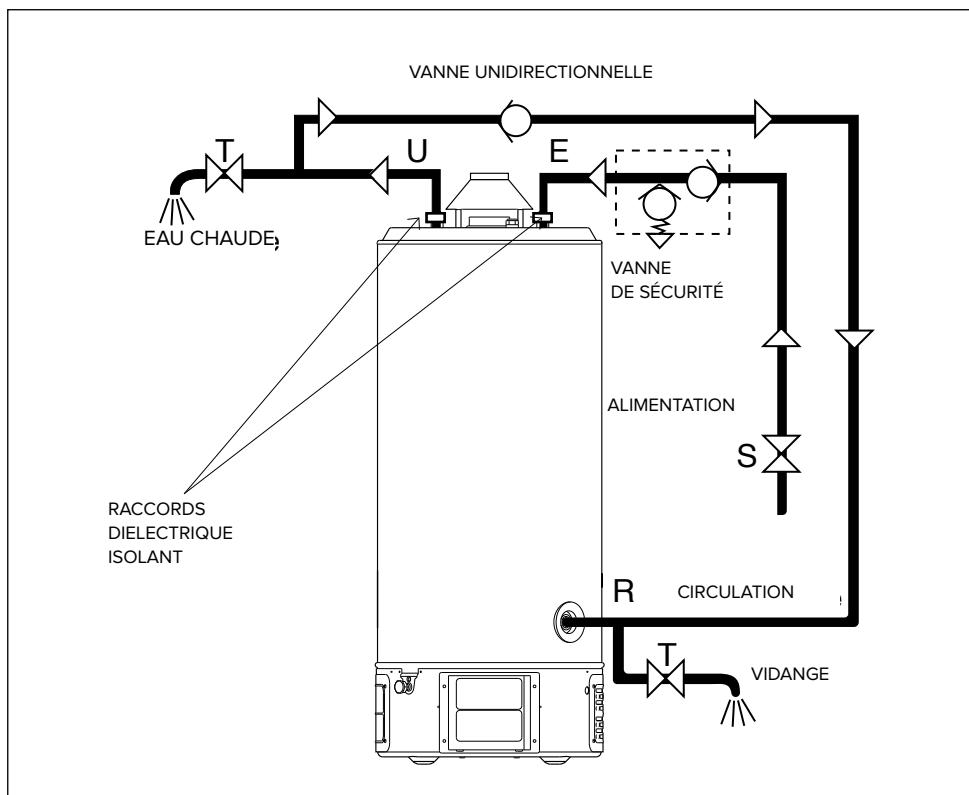 VANNE UNIDIRECTIONNELLE
T
U
E
EAU CHAUDE
VANNE
DE SÉCURITÉ
ALIMENTATION
S
RACCORDS
DIELECTRIQUE
ISOLANT
R
CIRCULATION
T
VIDANGE